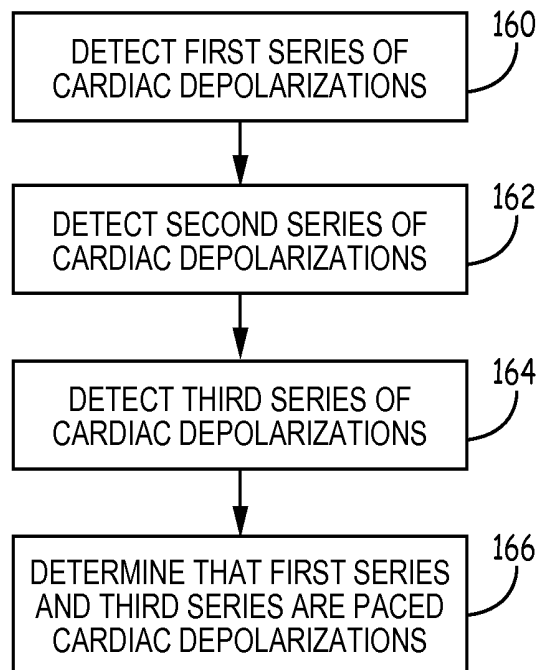 DETECT FIRST SERIES OF
CARDIAC DEPOLARIZATIONS
160
DETECT SECOND SERIES OF
CARDIAC DEPOLARIZATIONS
162
DETECT THIRD SERIES OF
CARDIAC DEPOLARIZATIONS
164
DETERMINE THAT FIRST SERIES
AND THIRD SERIES ARE PACED
CARDIAC DEPOLARIZATIONS
166